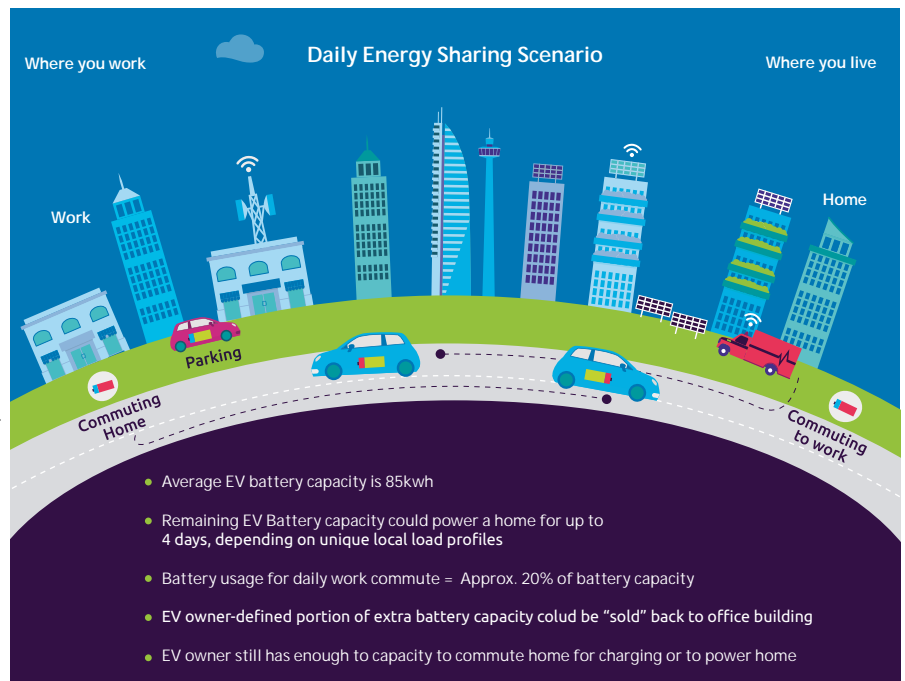 Daily Energy Sharing Scenario
Where you work
Where you live
Work
Home
Parking
Commuting
Home
Commuting
to work
Average EV battery capacity is 85kwh
Remaining EV Battery capacity could power a home for up to
4 days, depending on unique local load profiles
Battery usage for daily work commute = Approx. 20% of battery capacity
EV owner-defined portion of extra battery capacity colud be “sold” back to office building
EV owner still has enough to capacity to commute home for charging or to power home